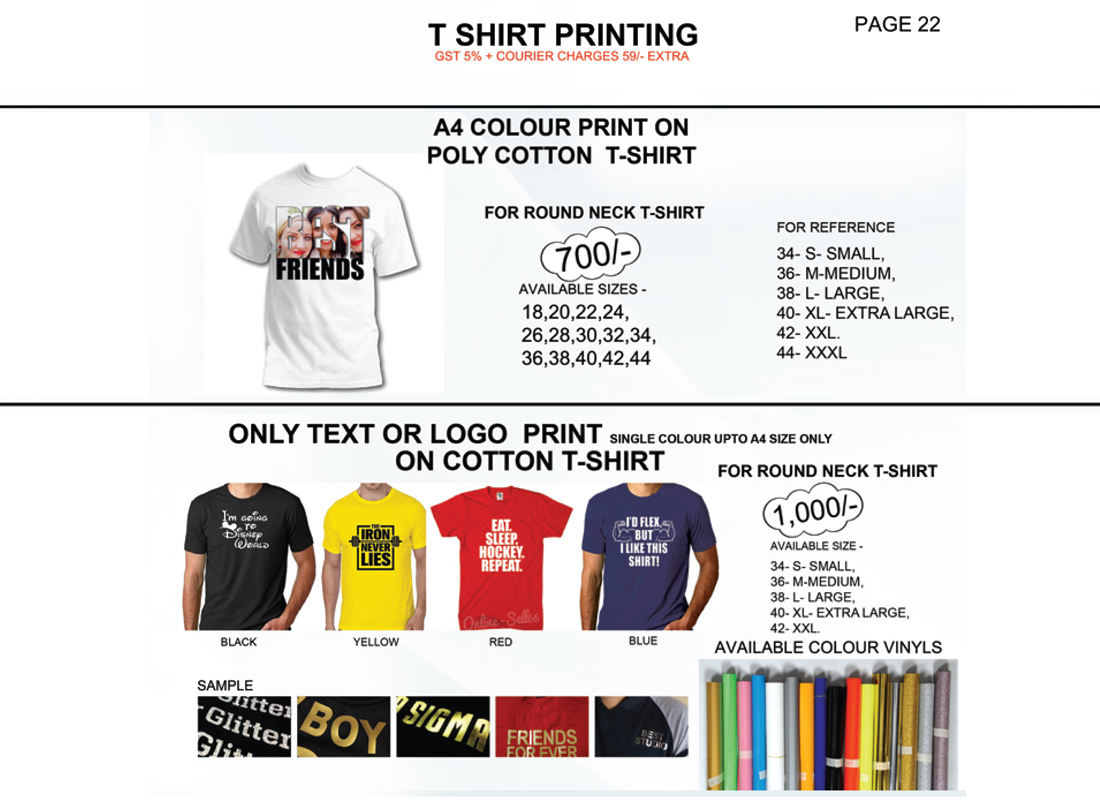 T SHIRT PRINTING
PAGE 22
GST 5% + COURIER CHARGES 59/- EXTRA
A4 COLOUR PRINT ON
POLY COTTON T-SHIRT
BEST
FRIENDS
FOR ROUND NECK T-SHIRT
700/-
AVAILABLE SIZES -
18,20,22,24,
26,28,30,32,34,
36,38,40,42,44
FOR REFERENCE
34- S- SMALL,
36- M-MEDIUM,
38- L- LARGE,
40- XL- EXTRA LARGE,
42- XXL.
44- XXXL
ONLY TEXT OR LOGO PRINT SINGLE COLOUR UPTO A4 SIZE ONLY
ON COTTON T-SHIRT
I'm GOING
TO
DISNEY
WORLD
BLACK
THE
IRON
NEVER
LIES
YELLOW
EAT.
SLEEP.
HOCKEY.
REPEAT.
Online-Sell66
RED
I'D FLEX,
BUT
I LIKE THIS
SHIRT!
BLUE
FOR ROUND NECK T-SHIRT
1,000/-
AVAILABLE SIZE -
34- S- SMALL,
36- M-MEDIUM,
38- L- LARGE,
40- XL- EXTRA LARGE,
42- XXL.
AVAILABLE COLOUR VINYLS
SAMPLE
Glitter
Glitter
Glitter
BOY
SIGMA
FRIENDS
FOR EVER
BEST
STUDIO